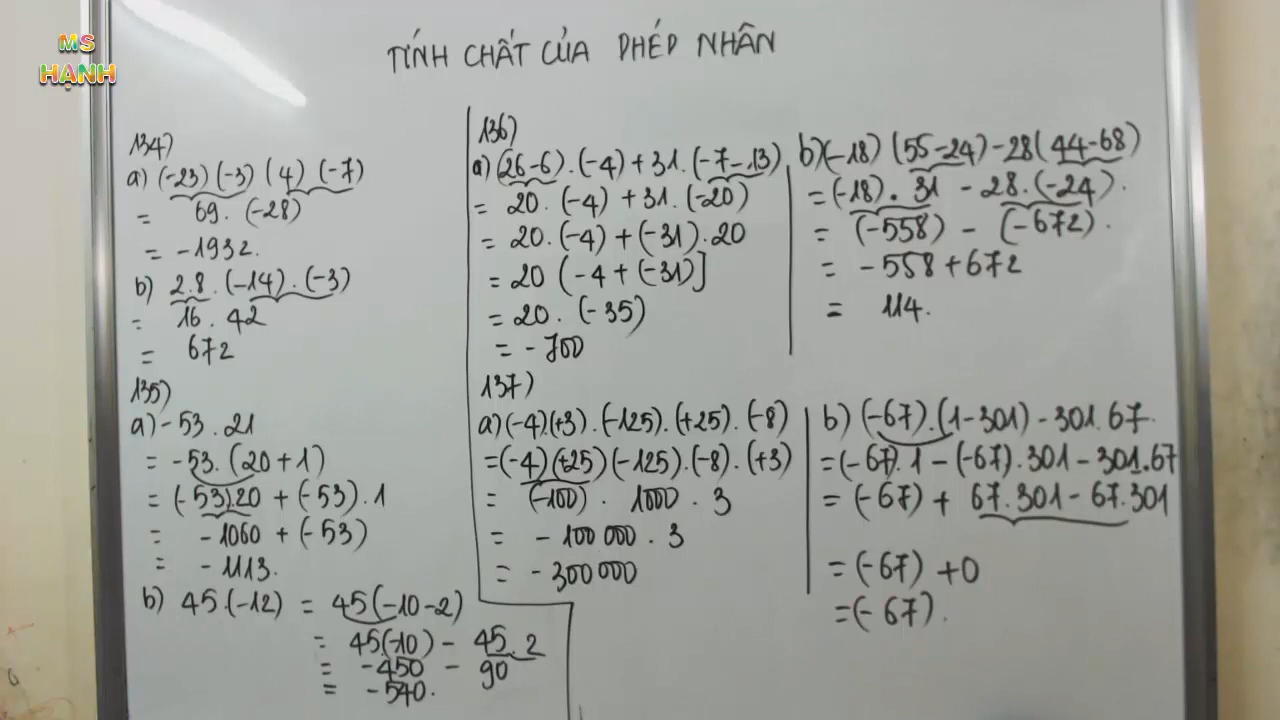 MS
HẠNH
TÍNH CHẤT CỦA PHÉP NHÂN
134)
a) (-23) (-3) (4) (-7)
= 69. (-28)
= -1932.
b) 2.8. (-14). (-3)
= 16 . 42
= 672
135)
a) -53 . 21
= -53. (20+1)
= (-53).20 + (-53). 1
= -1060 + (-53)
= -1113.
b) 45.(-12) = 45(-10-2)
= 45(-10) - 45.2
= -450 - 90
= -540.
136)
a) (26-6). (-4) + 31. (-7-13)
= 20. (-4) + 31. (-20)
= 20. (-4) + (-31). 20
= 20 (-4 + (-31)]
= 20. (-35)
= -700
b) (-18) (55-24) - 28(44-68)
= (-18). 31 - 28. (-24).
= (-558) - (-672).
= -558 + 672
= 114.
137)
a) (-4)(+3). (-125). (+25). (-8)
= (-4)(+25) (-125). (-8). (+3)
= (-100) . 1000 . 3
= -100 000 . 3
= -300 000
b) (-67). (1-301) - 301. 67.
= (-67). 1 - (-67). 301 - 301.67
= (-67) + 67.301 - 67.301
= (-67) + 0
= (-67).